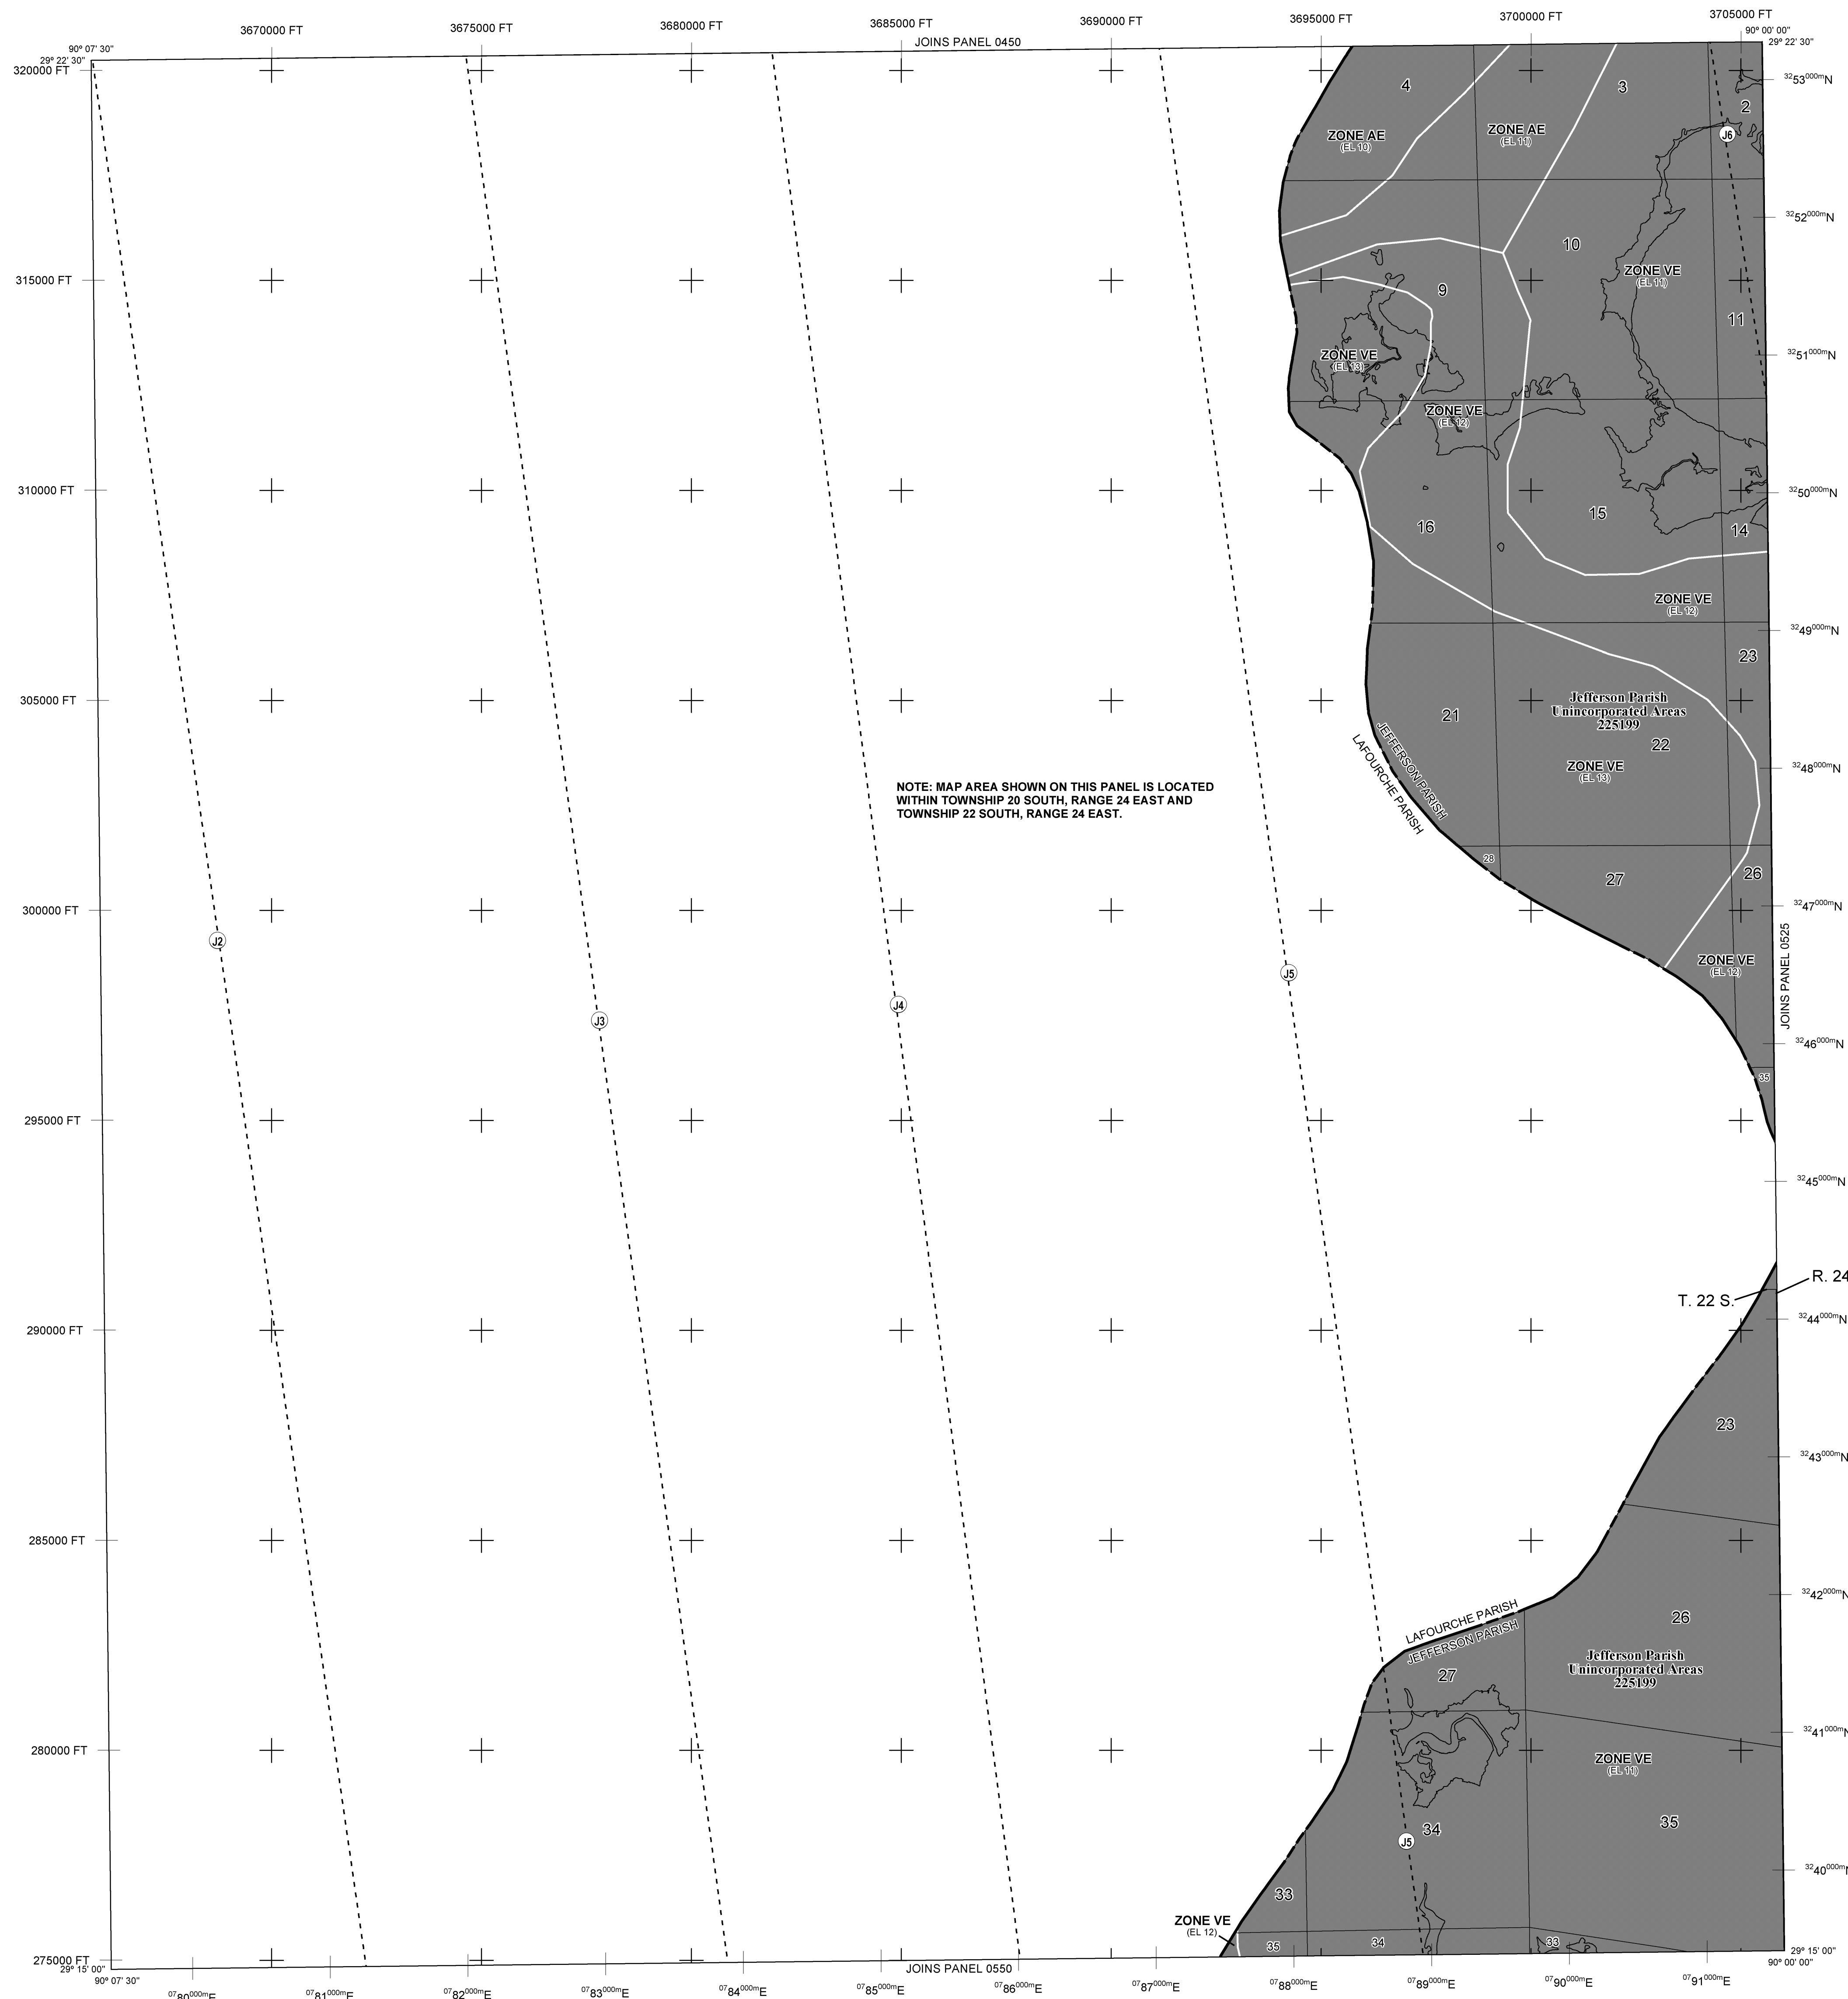 3670000 FT
3675000 FT
3680000 FT
3685000 FT
3690000 FT
3695000 FT
3700000 FT
3705000 FT
JOINS PANEL 0450
90° 07' 30"
90° 00' 00"
29° 22' 30"
29° 22' 30"
320000 FT
3253000mN
4
3
2
ZONE AE
(EL 10)
ZONE AE
(EL 11)
J6
3252000mN
10
315000 FT
ZONE VE
(EL 11)
9
11
ZONE VE
(EL 13)
3251000mN
ZONE VE
(EL 12)
310000 FT
3250000mN
16
15
14
ZONE VE
(EL 12)
3249000mN
23
305000 FT
Jefferson Parish
Unincorporated Areas
225199
21
22
JEFFERSON PARISH
LAFOURCHE PARISH
ZONE VE
(EL 13)
3248000mN
NOTE: MAP AREA SHOWN ON THIS PANEL IS LOCATED
WITHIN TOWNSHIP 20 SOUTH, RANGE 24 EAST AND
TOWNSHIP 22 SOUTH, RANGE 24 EAST.
28
27
26
300000 FT
3247000mN
J2
JOINS PANEL 0525
ZONE VE
(EL 12)
J5
J4
J3
3246000mN
35
295000 FT
3245000mN
R. 24
T. 22 S.
3244000mN
290000 FT
23
3243000mN
285000 FT
3242000mN
LAFOURCHE PARISH
JEFFERSON PARISH
26
27
Jefferson Parish
Unincorporated Areas
225199
3241000mN
280000 FT
ZONE VE
(EL 11)
34
35
J5
3240000mN
33
ZONE VE
(EL 12)
35
34
33
275000 FT
29° 15' 00"
29° 15' 00"
90° 07' 30"
90° 00' 00"
JOINS PANEL 0550
0780000mE
0781000mE
0782000mE
0783000mE
0784000mE
0785000mE
0786000mE
0787000mE
0788000mE
0789000mE
0790000mE
0791000mE